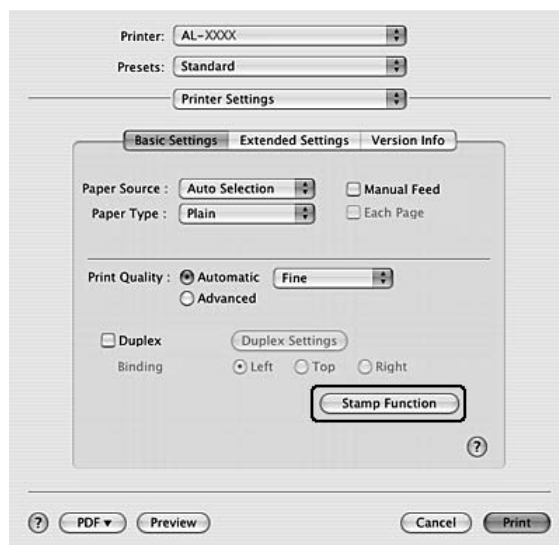 Printer: AL-XXXX
Presets: Standard
Printer Settings
Basic Settings Extended Settings Version Info
Paper Source : Auto Selection Manual Feed
Paper Type : Plain Each Page
Print Quality : Automatic Fine
Advanced
Duplex Duplex Settings
Binding Left Top Right
Stamp Function
?
? PDF ▼ Preview Cancel Print